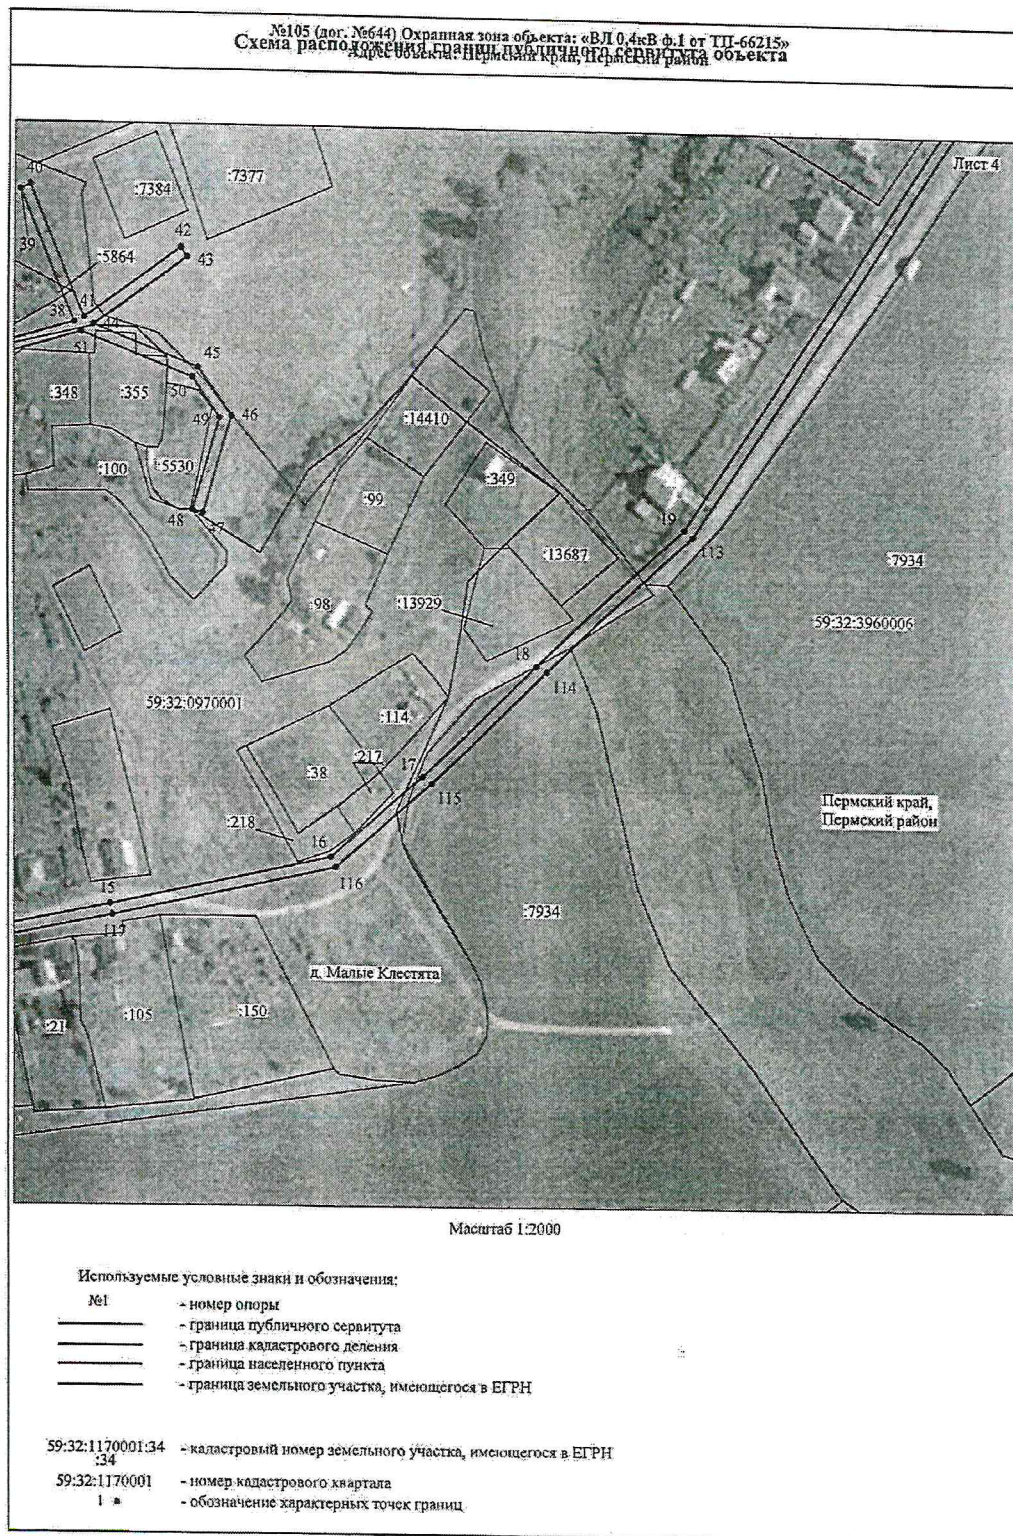 №105 (дог. №644) Охранная зона объекта: «ВЛ 0,4кВ ф.1 от ТП-66215»
Схема расположения границ публичного сервитута объекта
Адрес объекта: Пермский край, Пермский район
Лист 4
40
:7384
:7377
42
39
:5864
43
41
38
44
51
45
50
:348
:355
49
46
:14410
:100
:5530
:349
:99
48
47
19
113
:13687
:7934
:98
:13929
59:32:3960006
18
114
59:32:0970001
:114
:217
17
:38
115
Пермский край,
Пермский район
:218
16
116
15
117
:7934
д. Малые Клестята
:21
:105
:150
Масштаб 1:2000
Используемые условные знаки и обозначения:
№1 - номер опоры
- граница публичного сервитута
- граница кадастрового деления
- граница населенного пункта
- граница земельного участка, имеющегося в ЕГРН
59:32:1170001:34 - кадастровый номер земельного участка, имеющегося в ЕГРН
:34
59:32:1170001 - номер кадастрового квартала
1 - обозначение характерных точек границ